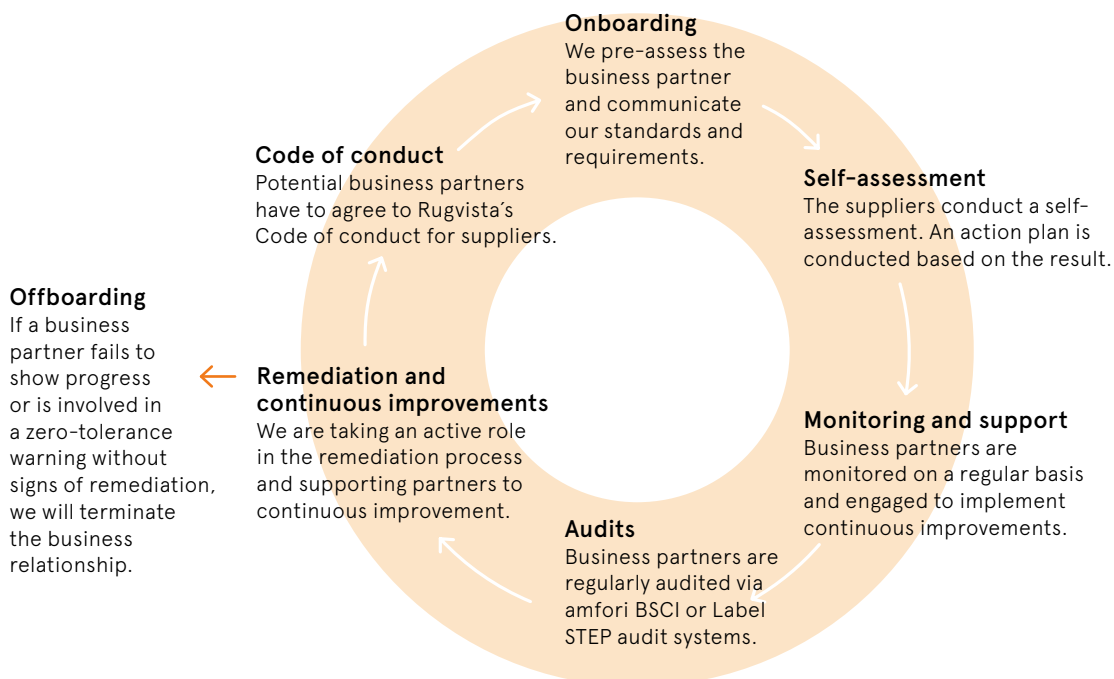 Onboarding
We pre-assess the
business partner
and communicate
our standards and
requirements.
Self-assessment
The suppliers conduct a self-
assessment. An action plan is
conducted based on the result.
Monitoring and support
Business partners are
monitored on a regular basis
and engaged to implement
continuous improvements.
Audits
Business partners are
regularly audited via
amfori BSCI or Label
STEP audit systems.
Remediation and
continuous improvements
We are taking an active role
in the remediation process
and supporting partners to
continuous improvement.
Code of conduct
Potential business partners
have to agree to Rugvista´s
Code of conduct for suppliers.
Offboarding
If a business
partner fails to
show progress
or is involved in
a zero-tolerance
warning without
signs of remediation,
we will terminate
the business
relationship.